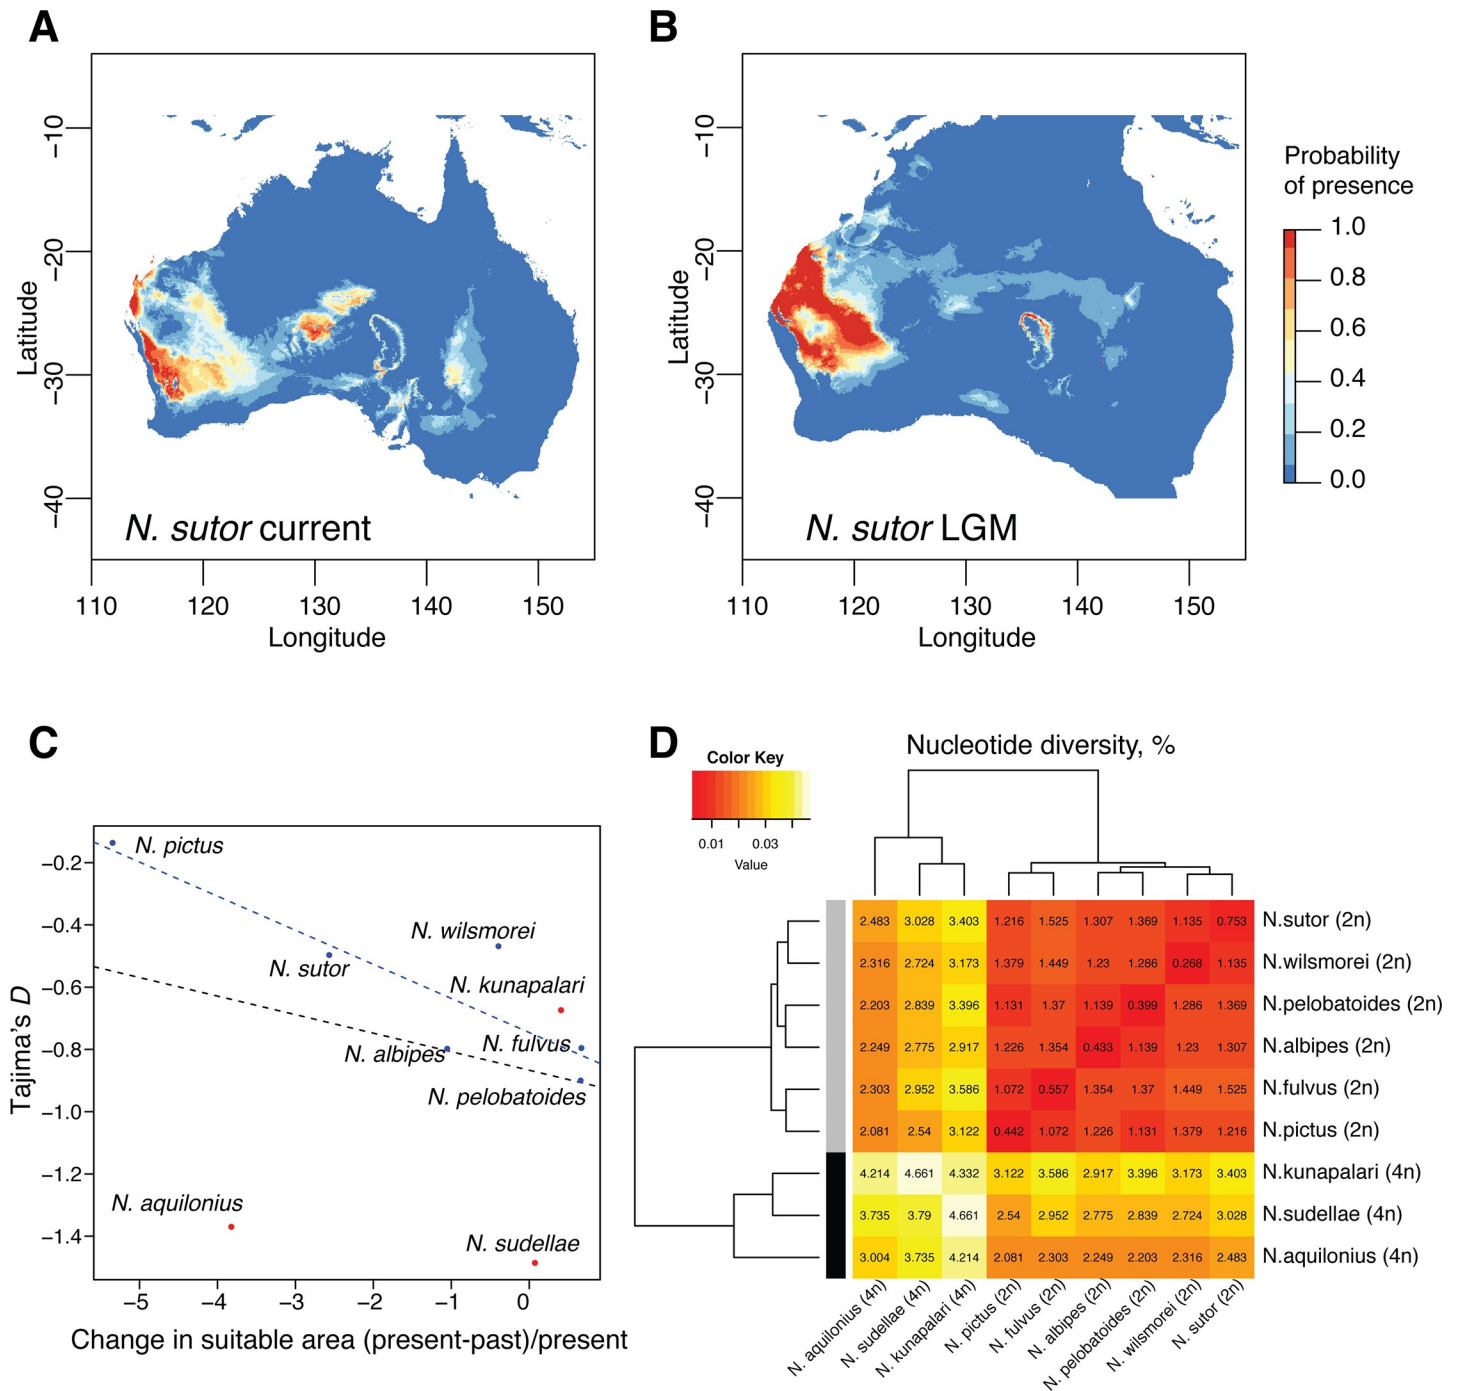 A
B
−10
−20
−30
−40
Latitude
N. sutor current
110 120 130 140 150
Longitude
−10
−20
−30
−40
Latitude
N. sutor LGM
110 120 130 140 150
Longitude
Probability
of presence
1.0
0.8
0.6
0.4
0.2
0.0
C
−0.2
−0.4
−0.6
−0.8
−1.0
−1.2
−1.4
Tajima's D
N. pictus
N. wilsmorei
N. sutor
N. kunapalari
N. fulvus
N. albipes
N. pelobatoides
N. aquilonius
N. sudellae
−5 −4 −3 −2 −1 0
Change in suitable area (present-past)/present
D
Nucleotide diversity, %
Color Key
0.01 0.03
Value
2.483 3.028 3.403 1.216 1.525 1.307 1.369 1.135 0.753 N.sutor (2n)
2.316 2.724 3.173 1.379 1.449 1.23 1.286 0.268 1.135 N.wilsmorei (2n)
2.203 2.839 3.396 1.131 1.37 1.139 0.399 1.286 1.369 N.pelobatoides (2n)
2.249 2.775 2.917 1.226 1.354 0.433 1.139 1.23 1.307 N.albipes (2n)
2.303 2.952 3.586 1.072 0.557 1.354 1.37 1.449 1.525 N.fulvus (2n)
2.081 2.54 3.122 0.442 1.072 1.226 1.131 1.379 1.216 N.pictus (2n)
4.214 4.661 4.332 3.122 3.586 2.917 3.396 3.173 3.403 N.kunapalari (4n)
3.735 3.79 4.661 2.54 2.952 2.775 2.839 2.724 3.028 N.sudellae (4n)
3.004 3.735 4.214 2.081 2.303 2.249 2.203 2.316 2.483 N.aquilonius (4n)
N. aquilonius (4n)
N. sudellae (4n)
N. kunapalari (4n)
N. pictus (2n)
N. fulvus (2n)
N. albipes (2n)
N. pelobatoides (2n)
N. wilsmorei (2n)
N. sutor (2n)